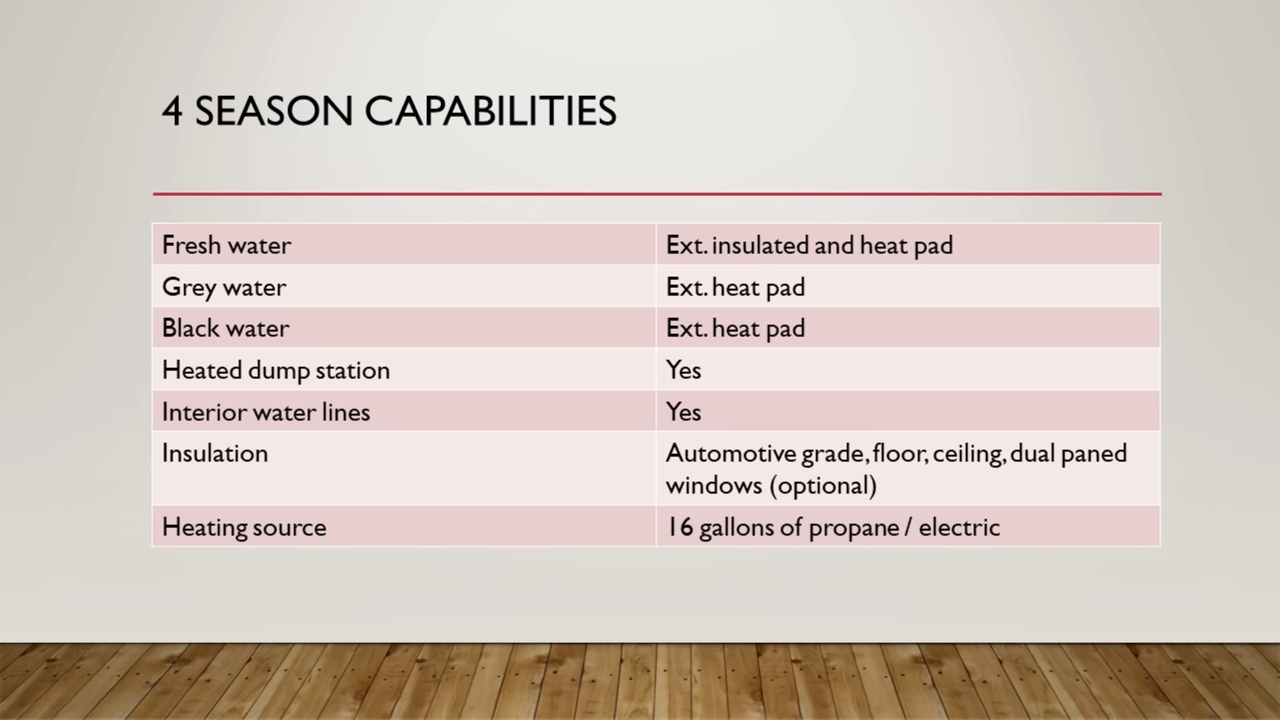 4 SEASON CAPABILITIES
Fresh water
Ext. insulated and heat pad
Grey water
Ext. heat pad
Black water
Ext. heat pad
Heated dump station
Yes
Interior water lines
Yes
Insulation
Automotive grade, floor, ceiling, dual paned
windows (optional)
Heating source
16 gallons of propane / electric